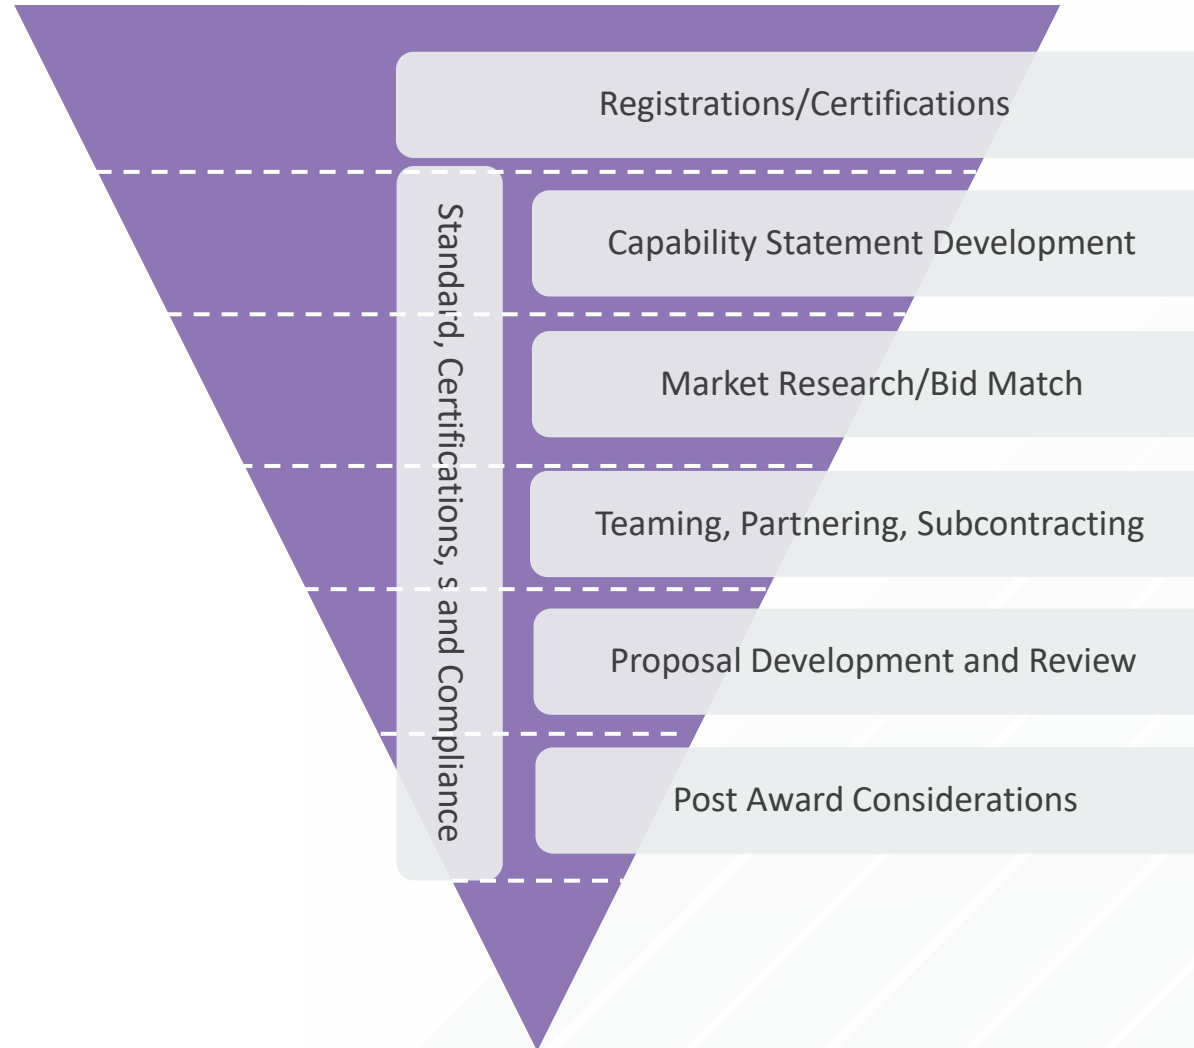 Registrations/Certifications
Standard, Certifications, s and Compliance
Capability Statement Development
Market Research/Bid Match
Teaming, Partnering, Subcontracting
Proposal Development and Review
Post Award Considerations